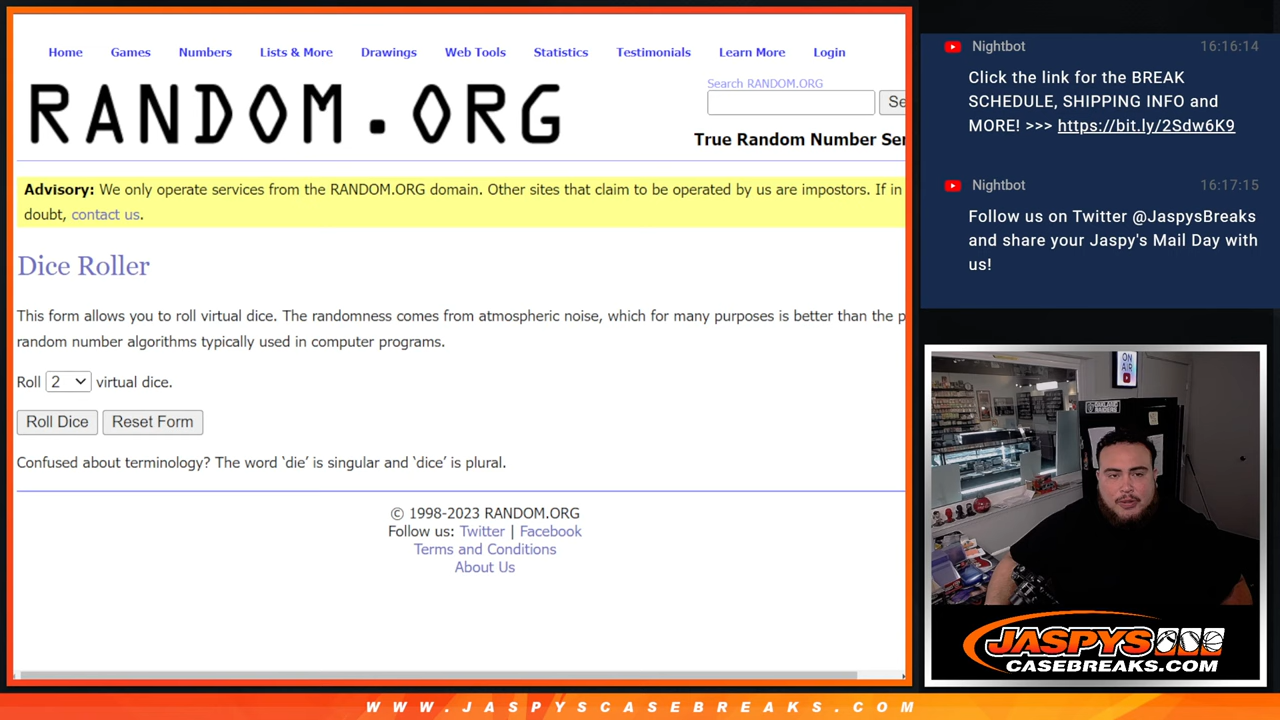 Home Games Numbers Lists & More Drawings Web Tools Statistics Testimonials Learn More Login
RANDOM.ORG
Search RANDOM.ORG
Se
True Random Number Ser
Advisory: We only operate services from the RANDOM.ORG domain. Other sites that claim to be operated by us are impostors. If in
doubt, contact us.
Dice Roller
This form allows you to roll virtual dice. The randomness comes from atmospheric noise, which for many purposes is better than the p
random number algorithms typically used in computer programs.
Roll 2 virtual dice.
Roll Dice Reset Form
Confused about terminology? The word ‘die’ is singular and ‘dice’ is plural.
© 1998-2023 RANDOM.ORG
Follow us: Twitter | Facebook
Terms and Conditions
About Us
Nightbot 16:16:14
Click the link for the BREAK
SCHEDULE, SHIPPING INFO and
MORE! >>> https://bit.ly/2Sdw6K9
Nightbot 16:17:15
Follow us on Twitter @JaspysBreaks
and share your Jaspy's Mail Day with
us!
ON
AIR
OAKLAND
RAIDERS
JASPYS
CASEBREAKS.COM
WWW.JASPYSCASEBREAKS.COM